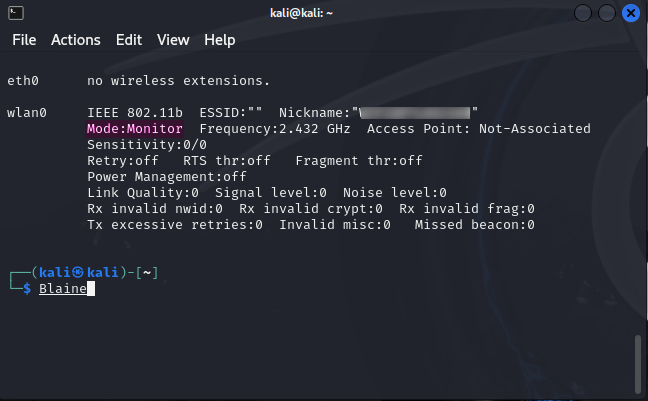 kali@kali: ~
File Actions Edit View Help
eth0 no wireless extensions.
wlan0 IEEE 802.11b ESSID:"" Nickname:" "
Mode:Monitor Frequency:2.432 GHz Access Point: Not-Associated
Sensitivity:0/0
Retry:off RTS thr:off Fragment thr:off
Power Management:off
Link Quality:0 Signal level:0 Noise level:0
Rx invalid nwid:0 Rx invalid crypt:0 Rx invalid frag:0
Tx excessive retries:0 Invalid misc:0 Missed beacon:0
┌──(kali㉿kali)-[~]
└─$ Blaine